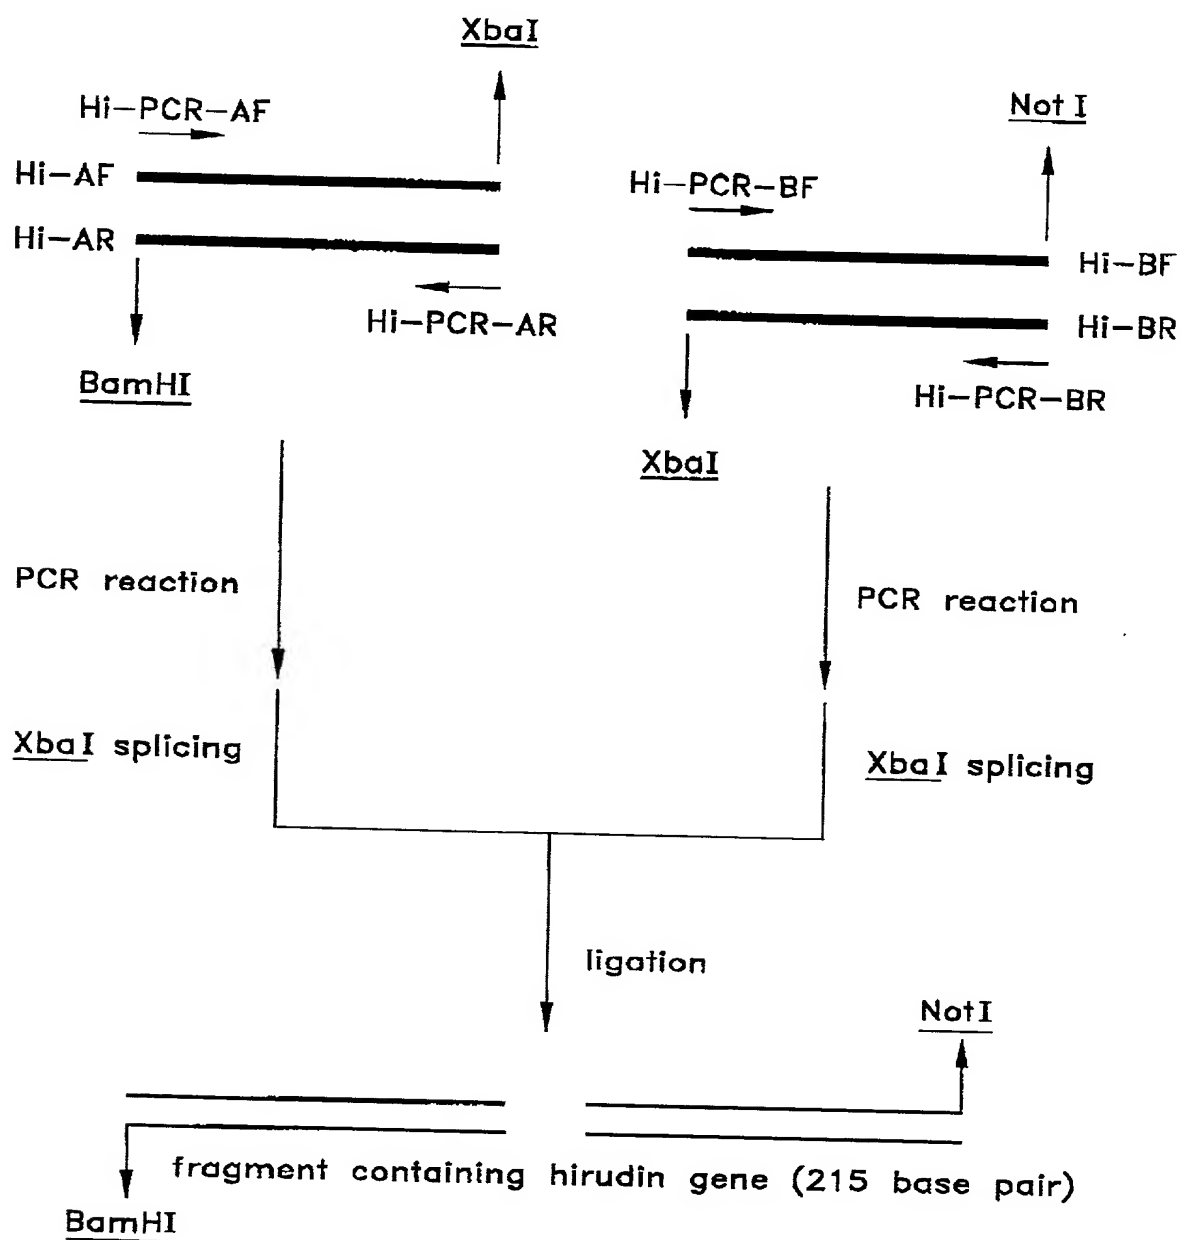 XbaI
Hi-PCR-AF
Not I
Hi-AF
Hi-PCR-BF
Hi-AR
Hi-BF
Hi-PCR-AR
Hi-BR
BamHI
Hi-PCR-BR
XbaI
PCR reaction
PCR reaction
XbaI splicing
XbaI splicing
ligation
NotI
fragment containing hirudin gene (215 base pair)
BamHI